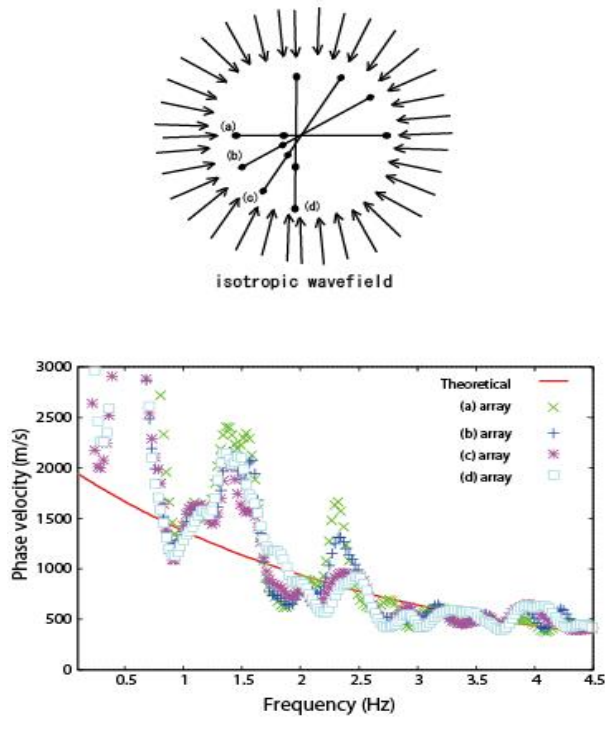 (a)
(b)
(c)
(d)
isotropic wavefield
3000
2500
2000
1500
1000
500
0
Phase velocity (m/s)
Theoretical
(a) array
(b) array
(c) array
(d) array
0.5 1 1.5 2 2.5 3 3.5 4 4.5
Frequency (Hz)